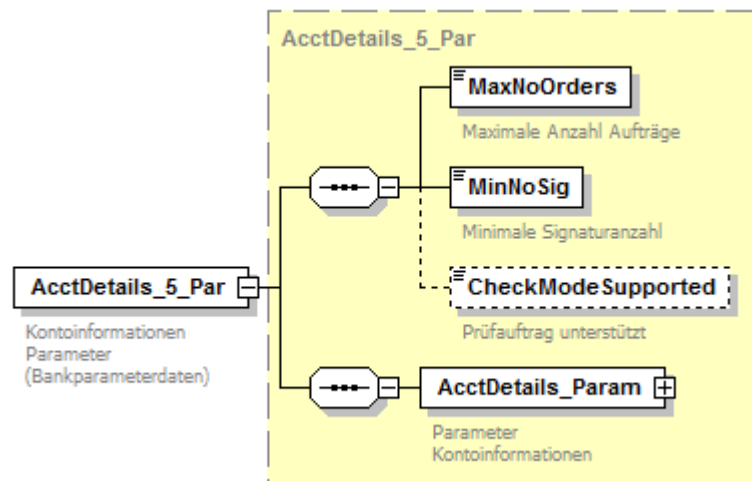 AcctDetails_5_Par
MaxNoOrders
Maximale Anzahl Aufträge
MinNoSig
Minimale Signaturanzahl
AcctDetails_5_Par
CheckModeSupported
Kontoinformationen
Parameter
(Bankparameterdaten)
Prüfauftrag unterstützt
AcctDetails_Param
Parameter
Kontoinformationen